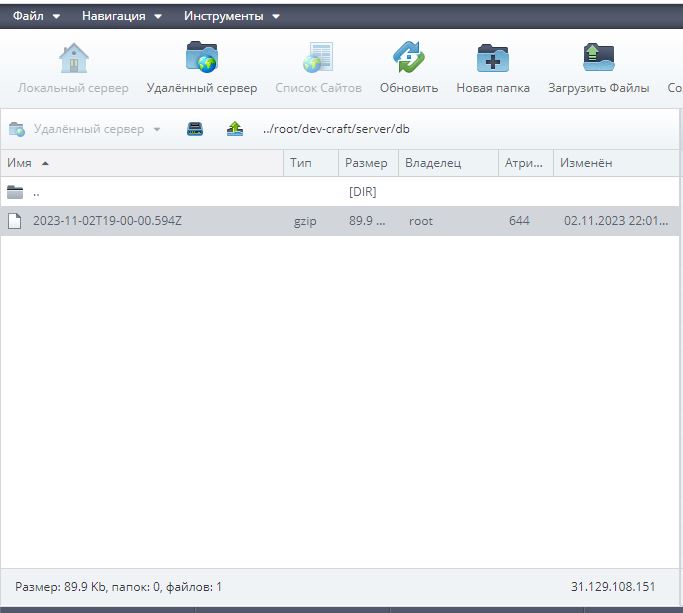 Файл Навигация Инструменты
Локальный сервер Удалённый сервер Список Сайтов Обновить Новая папка Загрузить Файлы Со
Удалённый сервер ../root/dev-craft/server/db
Имя Тип Размер Владелец Атри... Изменён
.. [DIR]
2023-11-02T19-00-00.594Z gzip 89.9 ... root 644 02.11.2023 22:01...
Размер: 89.9 Kb, папок: 0, файлов: 1 31.129.108.151